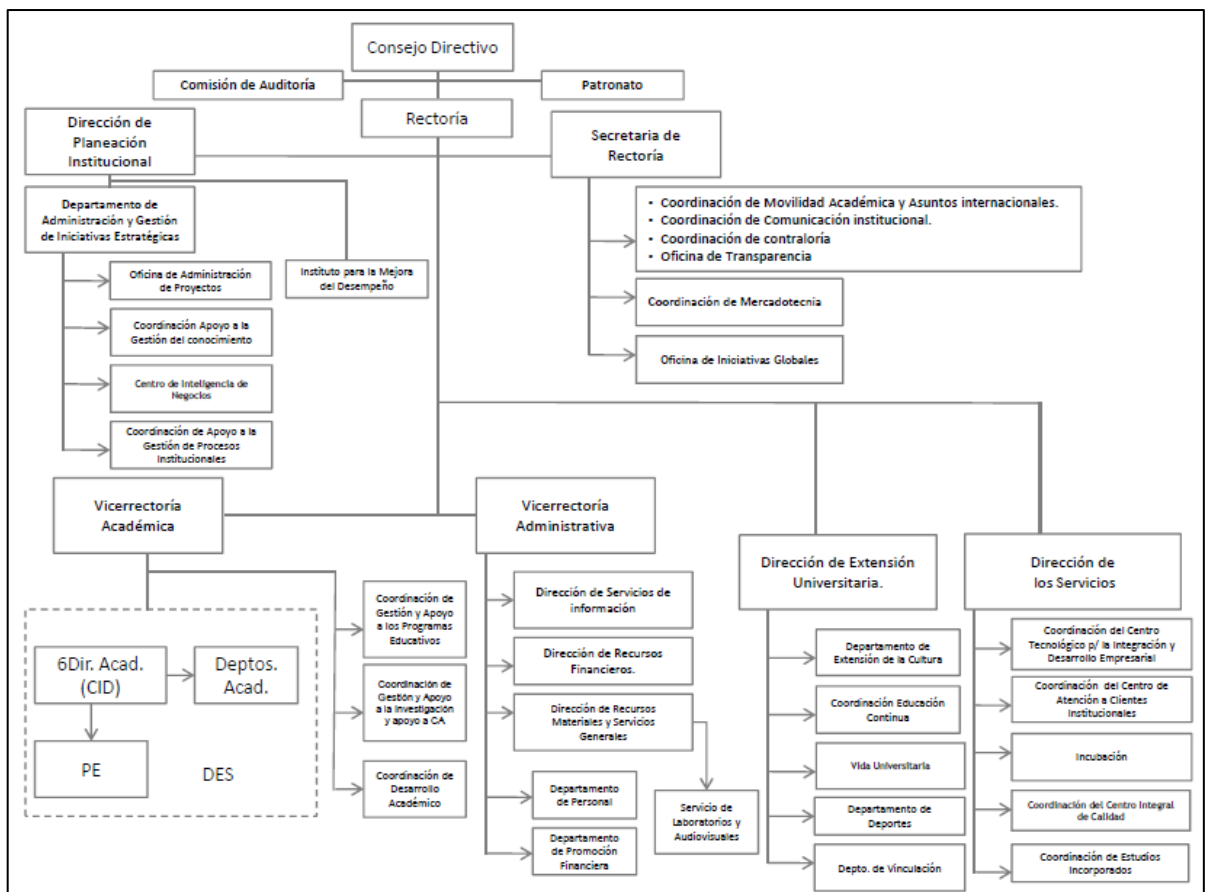 Consejo Directivo
Comisión de Auditoría
Patronato
Rectoría
Dirección de
Planeación
Institucional
Secretaria de
Rectoría
Departamento de
Administración y Gestión
de Iniciativas Estratégicas
• Coordinación de Movilidad Académica y Asuntos internacionales.
• Coordinación de Comunicación institucional.
• Coordinación de contraloría
• Oficina de Transparencia
Oficina de Administración
de Proyectos
Instituto para la Mejora
del Desempeño
Coordinación de Mercadotecnia
Coordinación Apoyo a la
Gestión del conocimiento
Oficina de Iniciativas Globales
Centro de Inteligencia de
Negocios
Coordinación de Apoyo a la
Gestión de Procesos
Institucionales
Vicerrectoría
Académica
Vicerrectoría
Administrativa
Dirección de Extensión
Universitaria.
Dirección de
los Servicios
6Dir. Acad.
(CID)
Deptos.
Acad.
PE
DES
Coordinación de
Gestión y Apoyo
a los Programas
Educativos
Coordinación de
Gestión y Apoyo
a la Investigación
y apoyo a CA
Coordinación de
Desarrollo
Académico
Dirección de Servicios de
información
Dirección de Recursos
Financieros.
Dirección de Recursos
Materiales y Servicios
Generales
Departamento
de Personal
Departamento
de Promoción
Financiera
Servicio de
Laboratorios y
Audiovisuales
Departamento de
Extensión de la Cultura
Coordinación Educación
Continua
Vida Universitaria
Departamento de
Deportes
Depto. de Vinculación
Coordinación del Centro
Tecnológico p/ la Integración y
Desarrollo Empresarial
Coordinación del Centro de
Atención a Clientes
Institucionales
Incubación
Coordinación del Centro Integral
de Calidad
Coordinación de Estudios
Incorporados